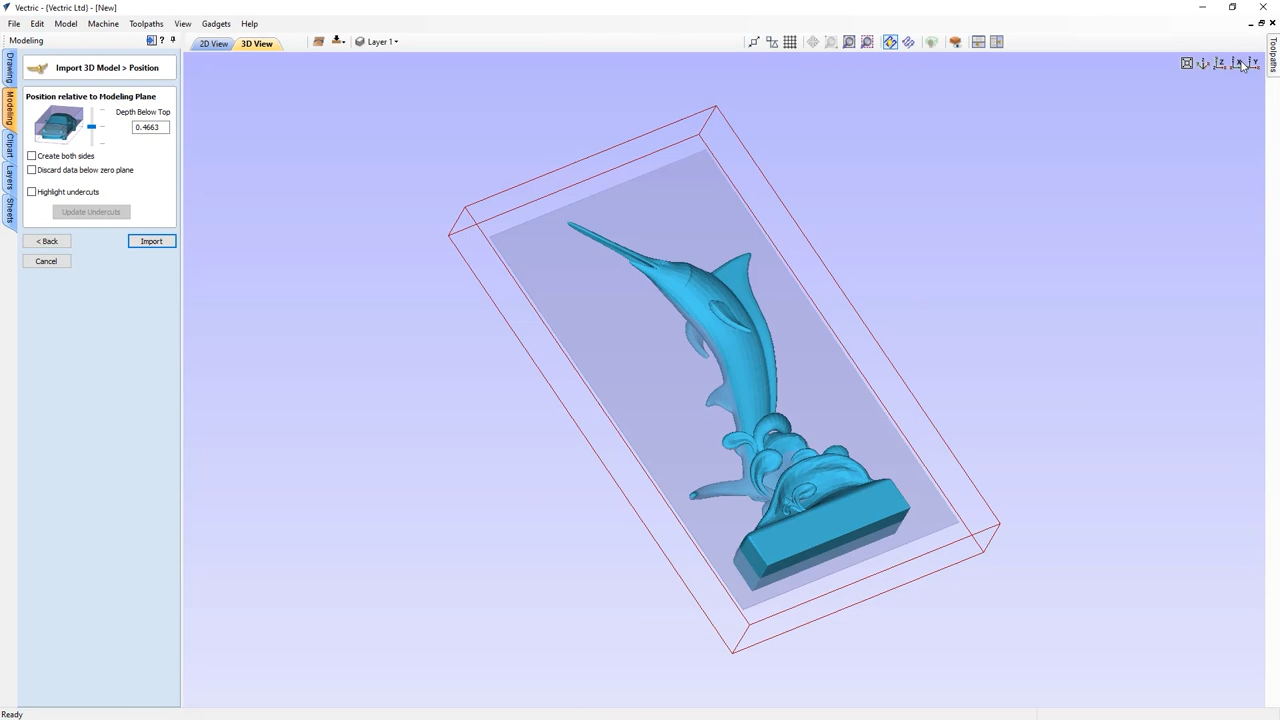 Vectric - {Vectric Ltd} - [New]
File Edit Model Machine Toolpaths View Gadgets Help
Modeling
2D View 3D View Layer 1
Import 3D Model > Position
Position relative to Modeling Plane
Depth Below Top
0.4663
Create both sides
Discard data below zero plane
Highlight undercuts
Update Undercuts
< Back Import
Cancel
Drawing
Modeling
Clipart
Layers
Sheets
Toolpaths
Ready